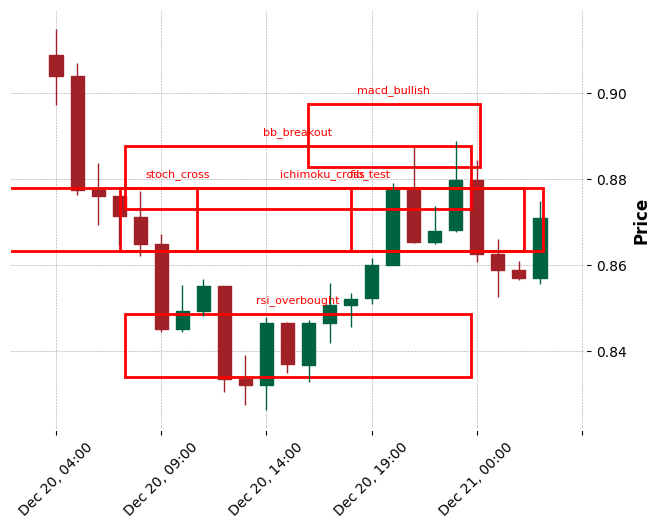 macd_bullish
0.90
bb_breakout
stoch_cross
ichimoku_cross
fib_test
0.88
Price
0.86
rsi_overbought
0.84
Dec 20, 04:00
Dec 20, 09:00
Dec 20, 14:00
Dec 20, 19:00
Dec 21, 00:00